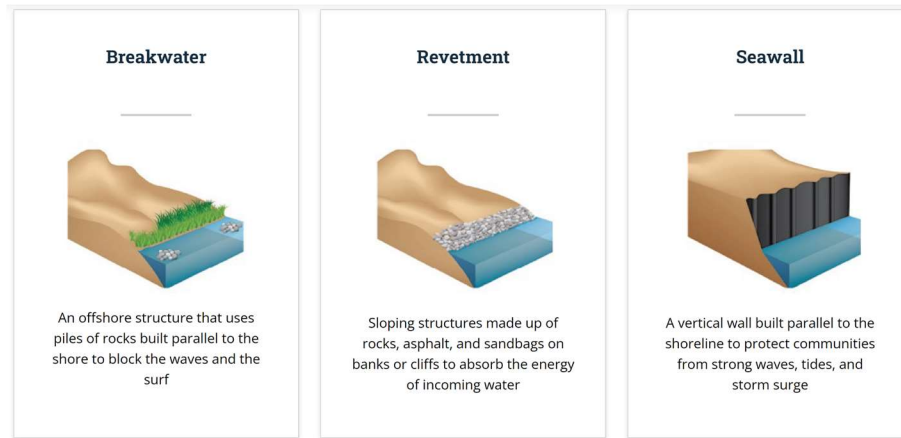 Breakwater
An offshore structure that uses
piles of rocks built parallel to the
shore to block the waves and the
surf
Revetment
Sloping structures made up of
rocks, asphalt, and sandbags on
banks or cliffs to absorb the energy
of incoming water
Seawall
A vertical wall built parallel to the
shoreline to protect communities
from strong waves, tides, and
storm surge